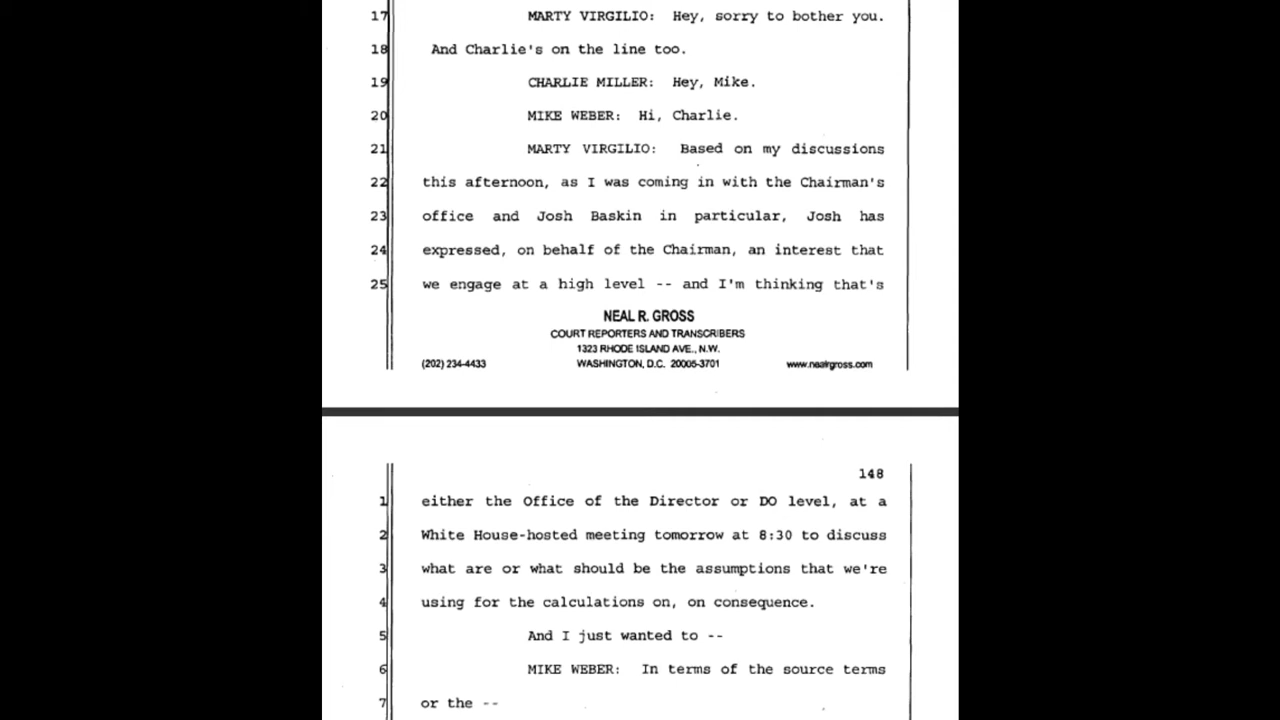 17 MARTY VIRGILIO: Hey, sorry to bother you.
18 And Charlie's on the line too.
19 CHARLIE MILLER: Hey, Mike.
20 MIKE WEBER: Hi, Charlie.
21 MARTY VIRGILIO: Based on my discussions
22 this afternoon, as I was coming in with the Chairman's
23 office and Josh Baskin in particular, Josh has
24 expressed, on behalf of the Chairman, an interest that
25 we engage at a high level -- and I'm thinking that's
NEAL R. GROSS
COURT REPORTERS AND TRANSCRIBERS
1323 RHODE ISLAND AVE., N.W.
(202) 234-4433 WASHINGTON, D.C. 20005-3701 www.nealrgross.com
148
1 either the Office of the Director or DO level, at a
2 White House-hosted meeting tomorrow at 8:30 to discuss
3 what are or what should be the assumptions that we're
4 using for the calculations on, on consequence.
5 And I just wanted to --
6 MIKE WEBER: In terms of the source terms
7 or the --